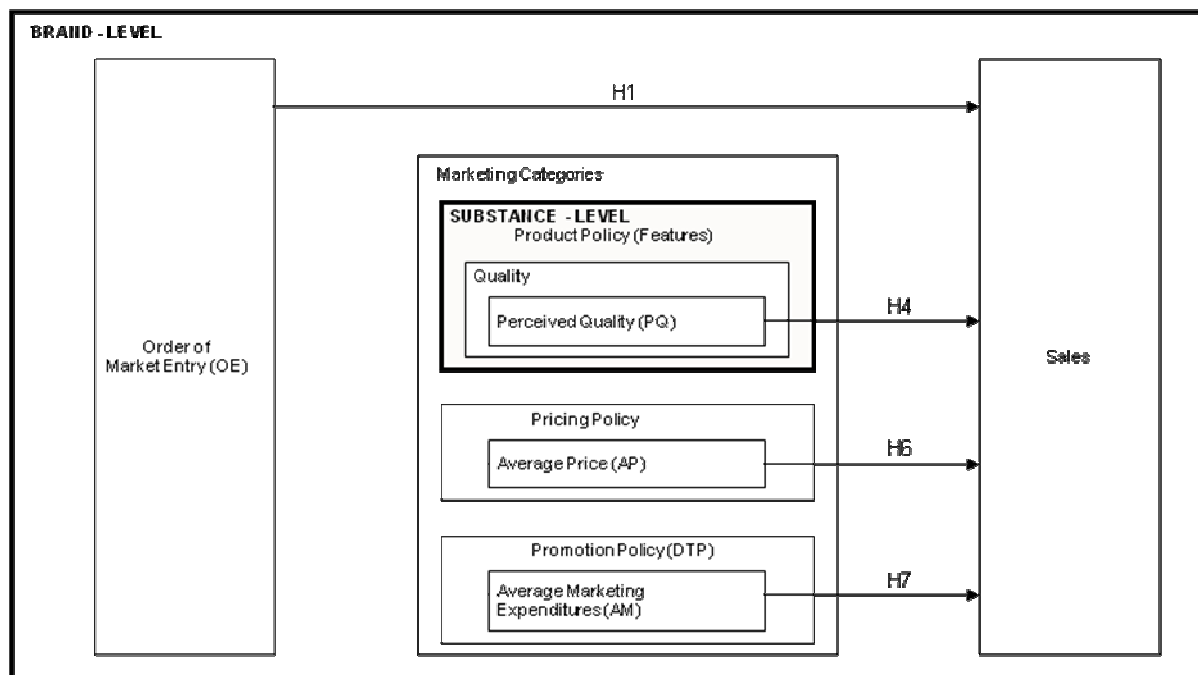 BRAND - LEVEL
H1
Marketing Categories
SUBSTANCE - LEVEL
Product Policy (Features)
Quality
Perceived Quality (PQ)
H4
Order of
Market Entry (OE)
Sales
Pricing Policy
Average Price (AP)
H6
Promotion Policy (DTP)
Average Marketing
Expenditures (AM)
H7